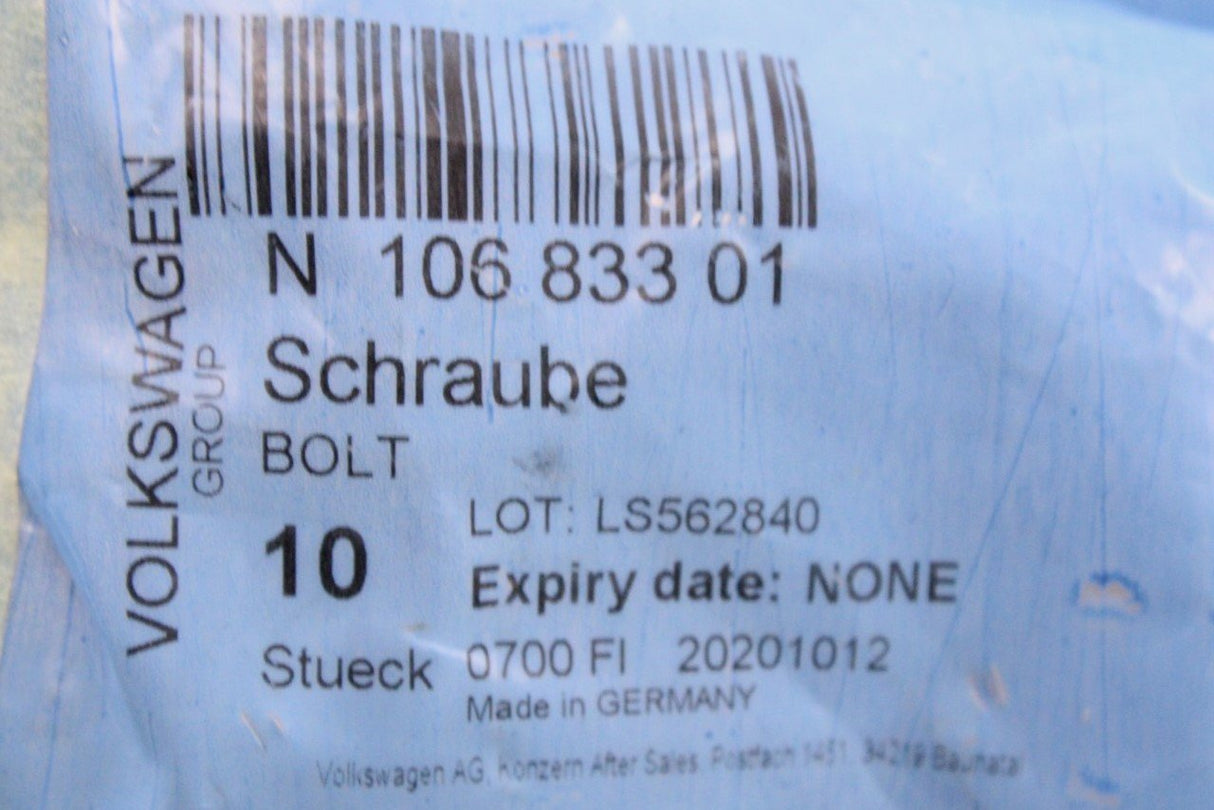 VOLKSWAGEN
GROUP
N 106 833 01
Schraube
BOLT
10
Stueck
LOT: LS562840
Expiry date: NONE
0700 FI 20201012
Made in GERMANY
Volkswagen AG, Konzern After Sales, Postfach 1451, 34219 Baunatal